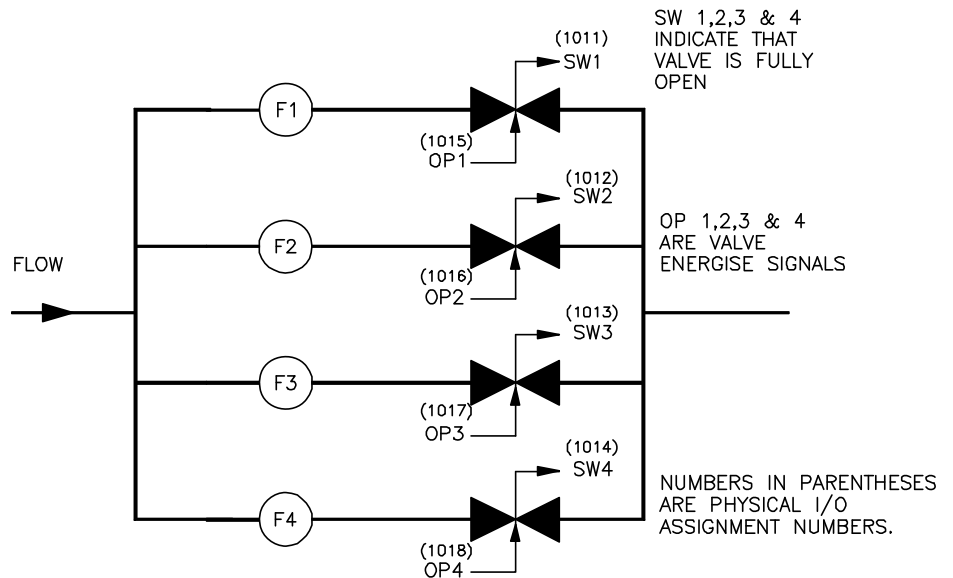 SW 1,2,3 & 4
INDICATE THAT
VALVE IS FULLY
OPEN
(1011)
SW1
F1
(1015)
OP1
(1012)
SW2
F2
(1016)
OP2
OP 1,2,3 & 4
ARE VALVE
ENERGISE SIGNALS
FLOW
(1013)
SW3
F3
(1017)
OP3
(1014)
SW4
F4
(1018)
OP4
NUMBERS IN PARENTHESES
ARE PHYSICAL I/O
ASSIGNMENT NUMBERS.